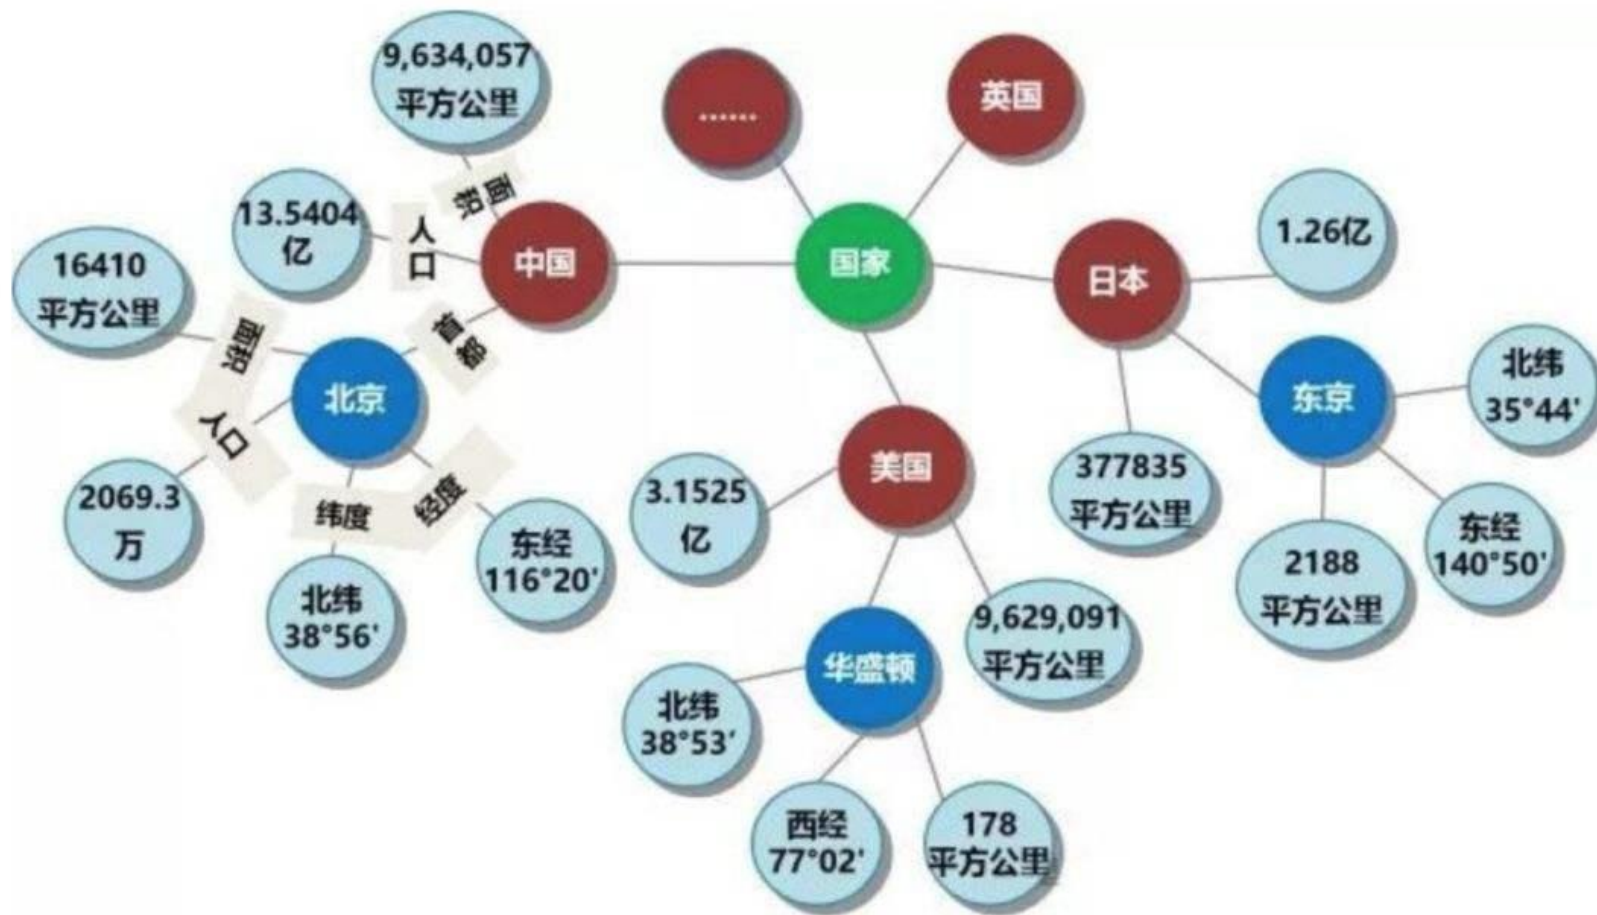 9,634,057
平方公里
……
英国
面积
13.5404
亿
人口
中国
国家
日本
1.26亿
16410
平方公里
面积
首都
北京
人口
东京
北纬
35°44'
美国
377835
平方公里
3.1525
亿
2069.3
万
纬度
经度
东经
116°20'
东经
140°50'
2188
平方公里
北纬
38°56'
9,629,091
平方公里
华盛顿
北纬
38°53'
西经
77°02'
178
平方公里